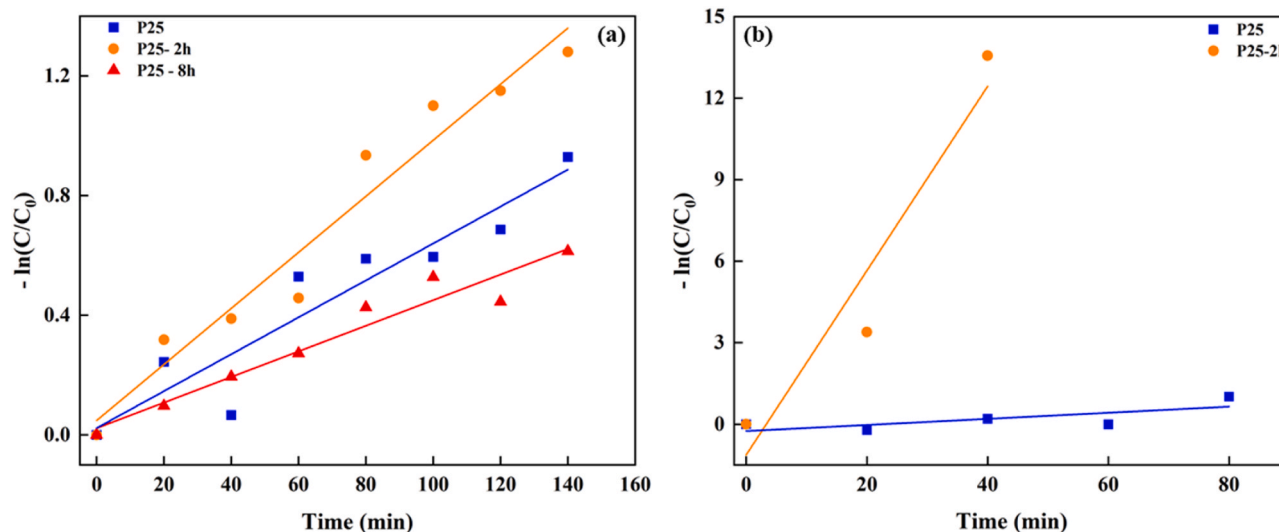 P25
P25- 2h
P25 - 8h
(a)
- ln(C/C0)
1.2
0.8
0.4
0.0
0 20 40 60 80 100 120 140 160
Time (min)
P25
(b)
- ln(C/C0)
15
12
9
6
3
0
0 20 40 60 80
Time (min)